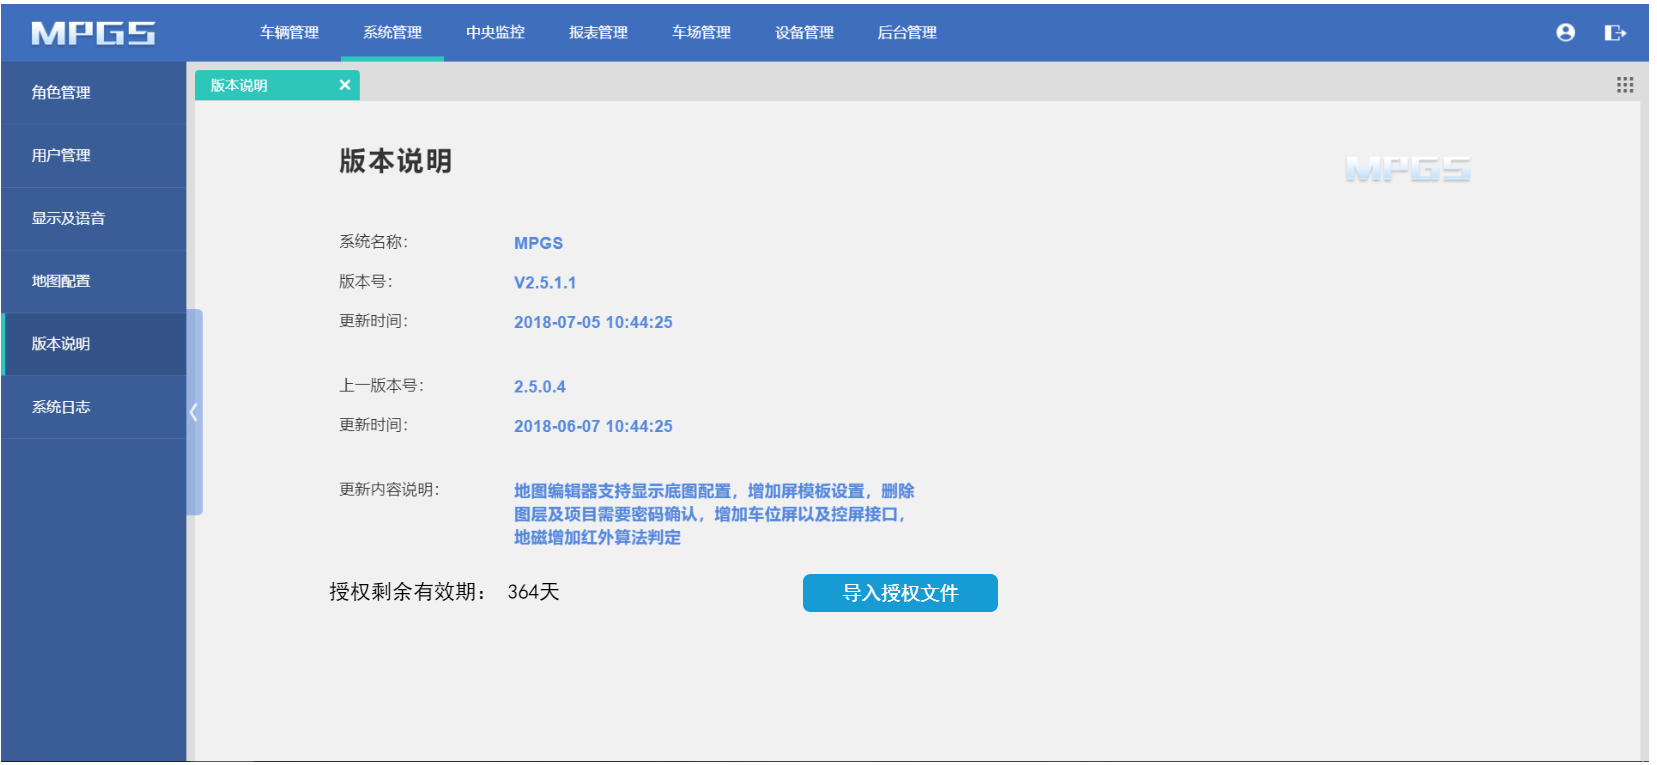 MPGS
车辆管理 系统管理 中央监控 报表管理 车场管理 设备管理 后台管理
角色管理
用户管理
显示及语音
地图配置
版本说明
系统日志
版本说明
版本说明
MPGS
系统名称: MPGS
版本号: V2.5.1.1
更新时间: 2018-07-05 10:44:25
上一版本号: 2.5.0.4
更新时间: 2018-06-07 10:44:25
更新内容说明: 地图编辑器支持显示底图配置，增加屏模板设置，删除
图层及项目需要密码确认，增加车位屏以及控屏接口，
地磁增加红外算法判定
授权剩余有效期： 364天 导入授权文件